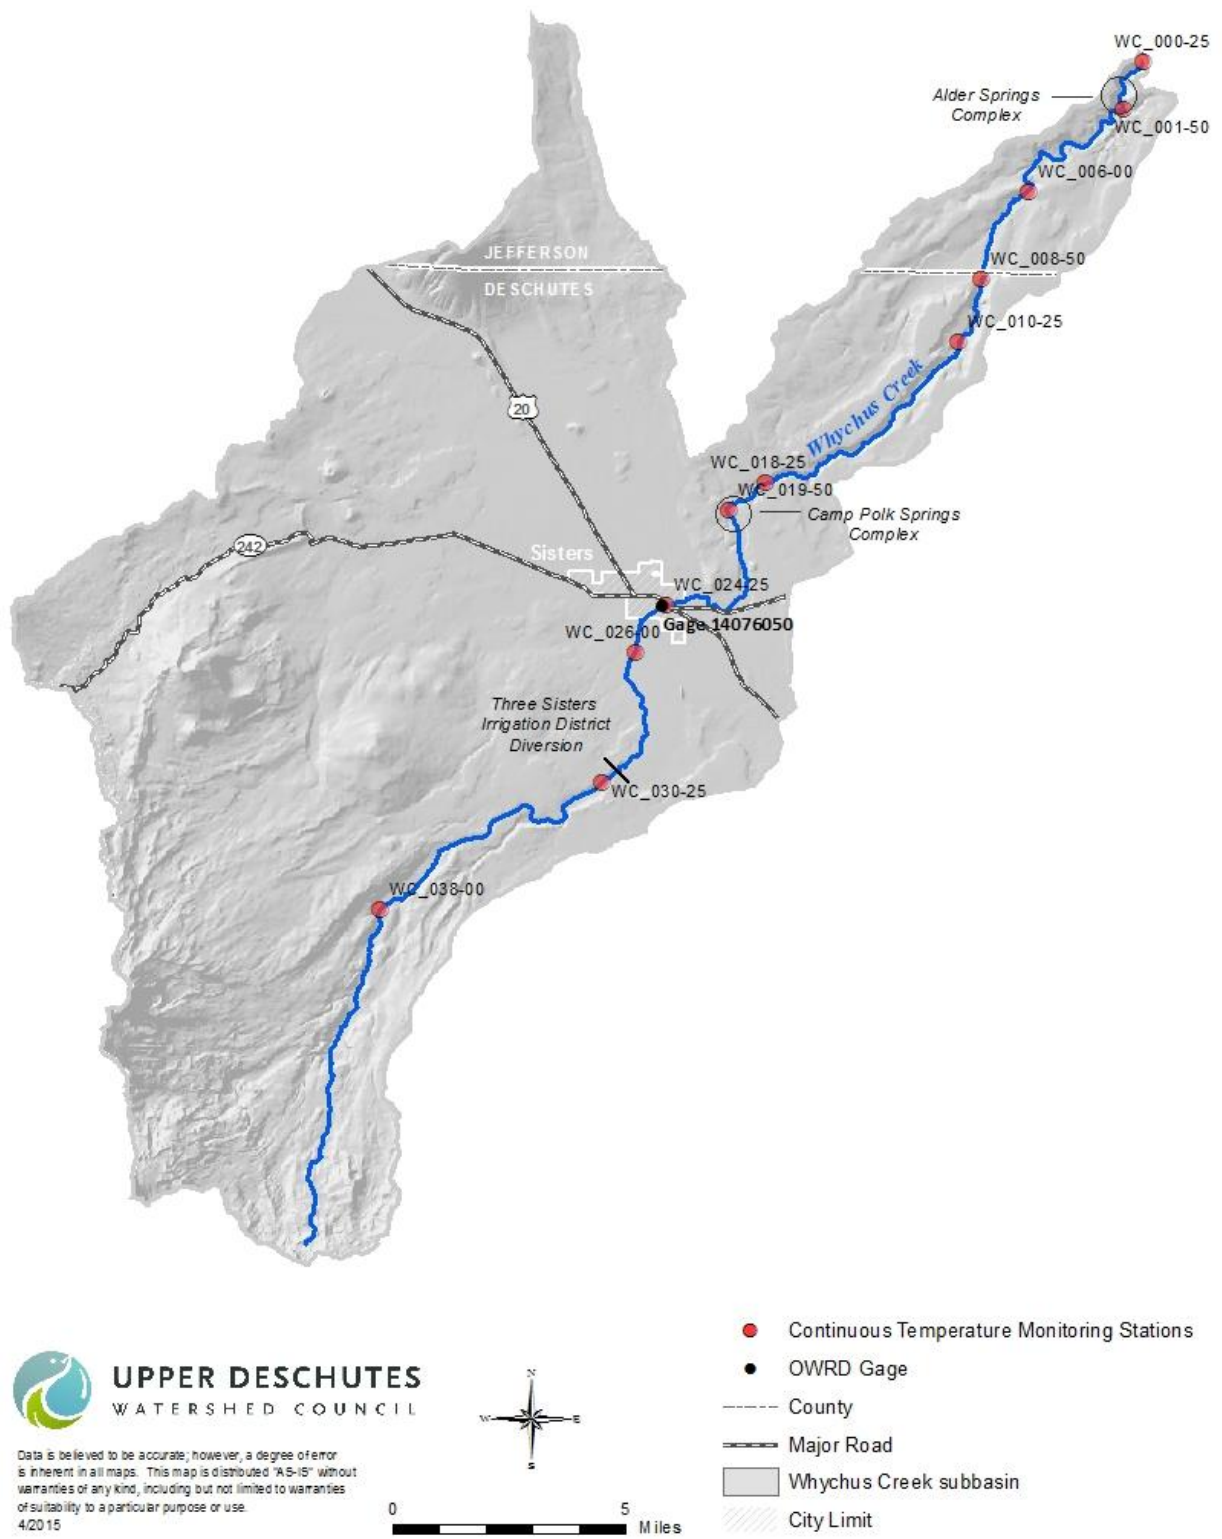 WC_000-25
Alder Springs
Complex
WC_001-50
WC_006-00
JEFFERSON
DESCHUTES
WC_008-50
WC_010-25
20
Whychus Creek
WC_018-25
WC_019-50
Camp Polk Springs
Complex
242
Sisters
WC_024-25
Gage 14076050
WC_026-00
Three Sisters
Irrigation District
Diversion
WC_030-25
WC_038-00
UPPER DESCHUTES
WATERSHED COUNCIL
Data is believed to be accurate; however, a degree of error
is inherent in all maps. This map is distributed "AS-IS" without
warranties of any kind, including but not limited to warranties
of suitability to a particular purpose or use.
4/2015
N
W
E
S
0
5
Miles
Continuous Temperature Monitoring Stations
OWRD Gage
County
Major Road
Whychus Creek subbasin
City Limit